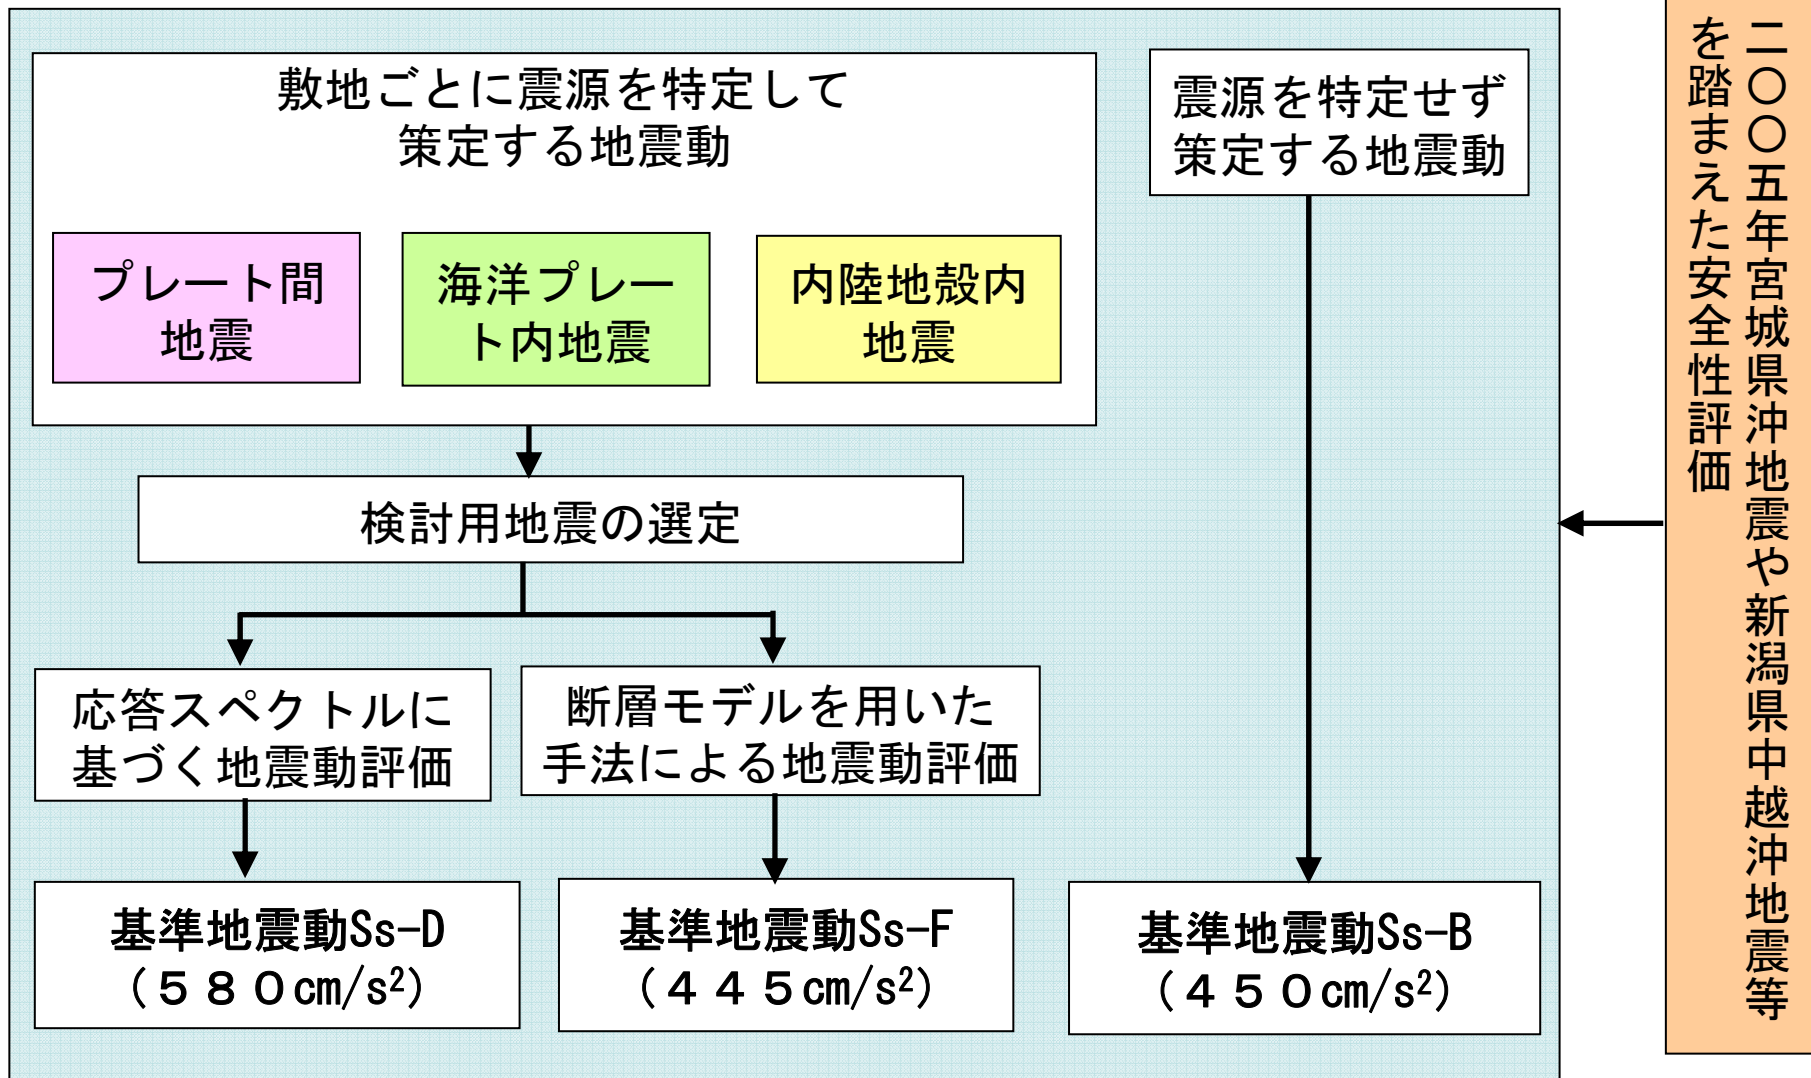 敷地ごとに震源を特定して
策定する地震動
プレート間
地震
海洋プレー
ト内地震
内陸地殻内
地震
震源を特定せず
策定する地震動
検討用地震の選定
応答スペクトルに
基づく地震動評価
断層モデルを用いた
手法による地震動評価
基準地震動Ss-D
(580cm/s²)
基準地震動Ss-F
(445cm/s²)
基準地震動Ss-B
(450cm/s²)
二〇〇五年宮城県沖地震や新潟県中越沖地震等
を踏まえた安全性評価